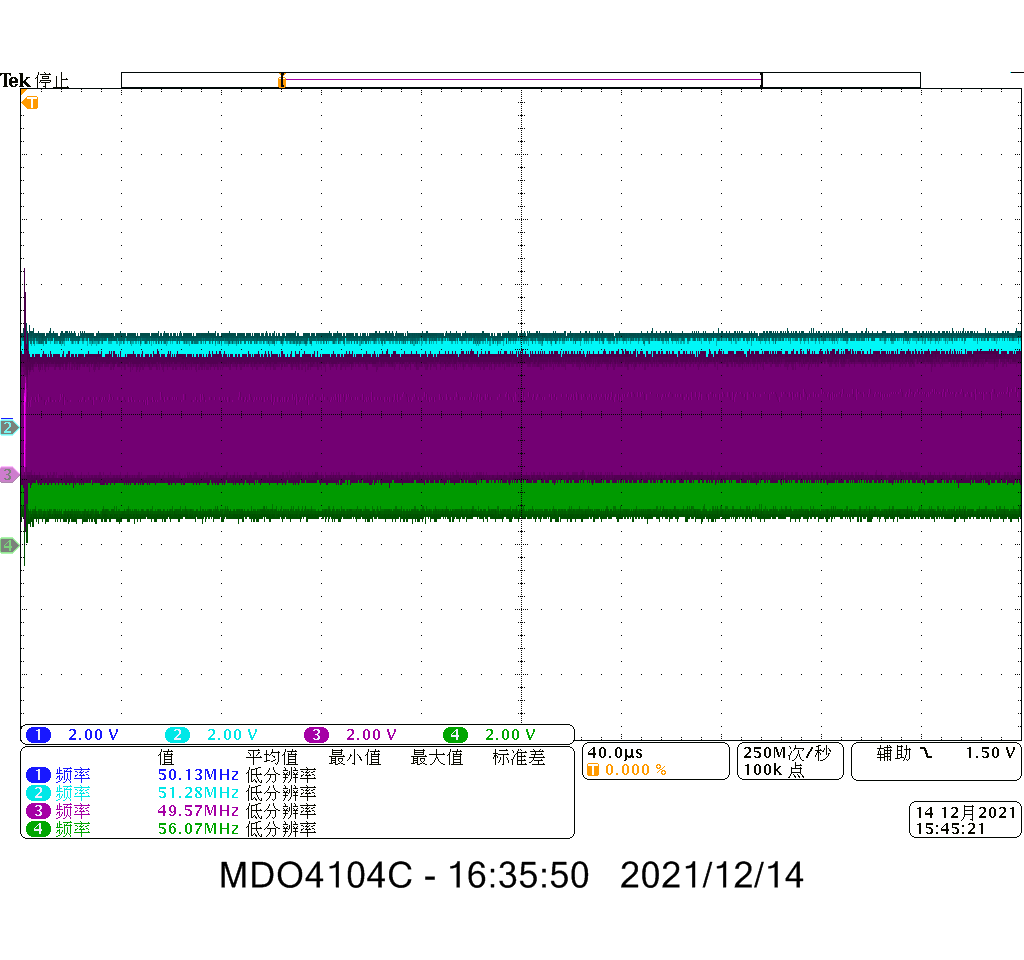 Tek 停止
T
2
3
4
1 2.00 V 2 2.00 V 3 2.00 V 4 2.00 V
值 平均值 最小值 最大值 标准差
1 频率 50.13MHz 低分辨率
2 频率 51.28MHz 低分辨率
3 频率 49.57MHz 低分辨率
4 频率 56.07MHz 低分辨率
40.0µs
T 0.000 %
250M次/秒
100k 点
辅助 1.50 V
14 12月2021
15:45:21
MDO4104C - 16:35:50 2021/12/14